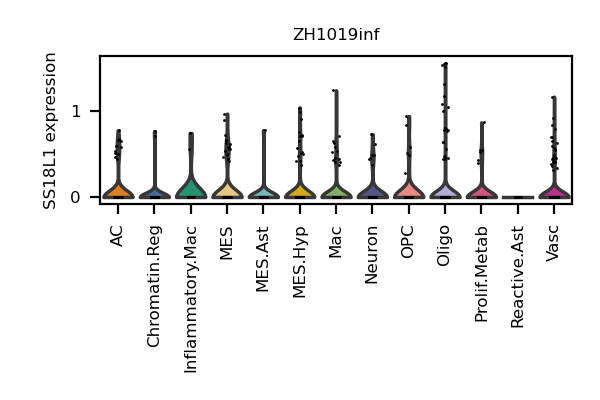 ZH1019inf
SS18L1 expression
1
0
AC
Chromatin.Reg
Inflammatory.Mac
MES
MES.Ast
MES.Hyp
Mac
Neuron
OPC
Oligo
Prolif.Metab
Reactive.Ast
Vasc